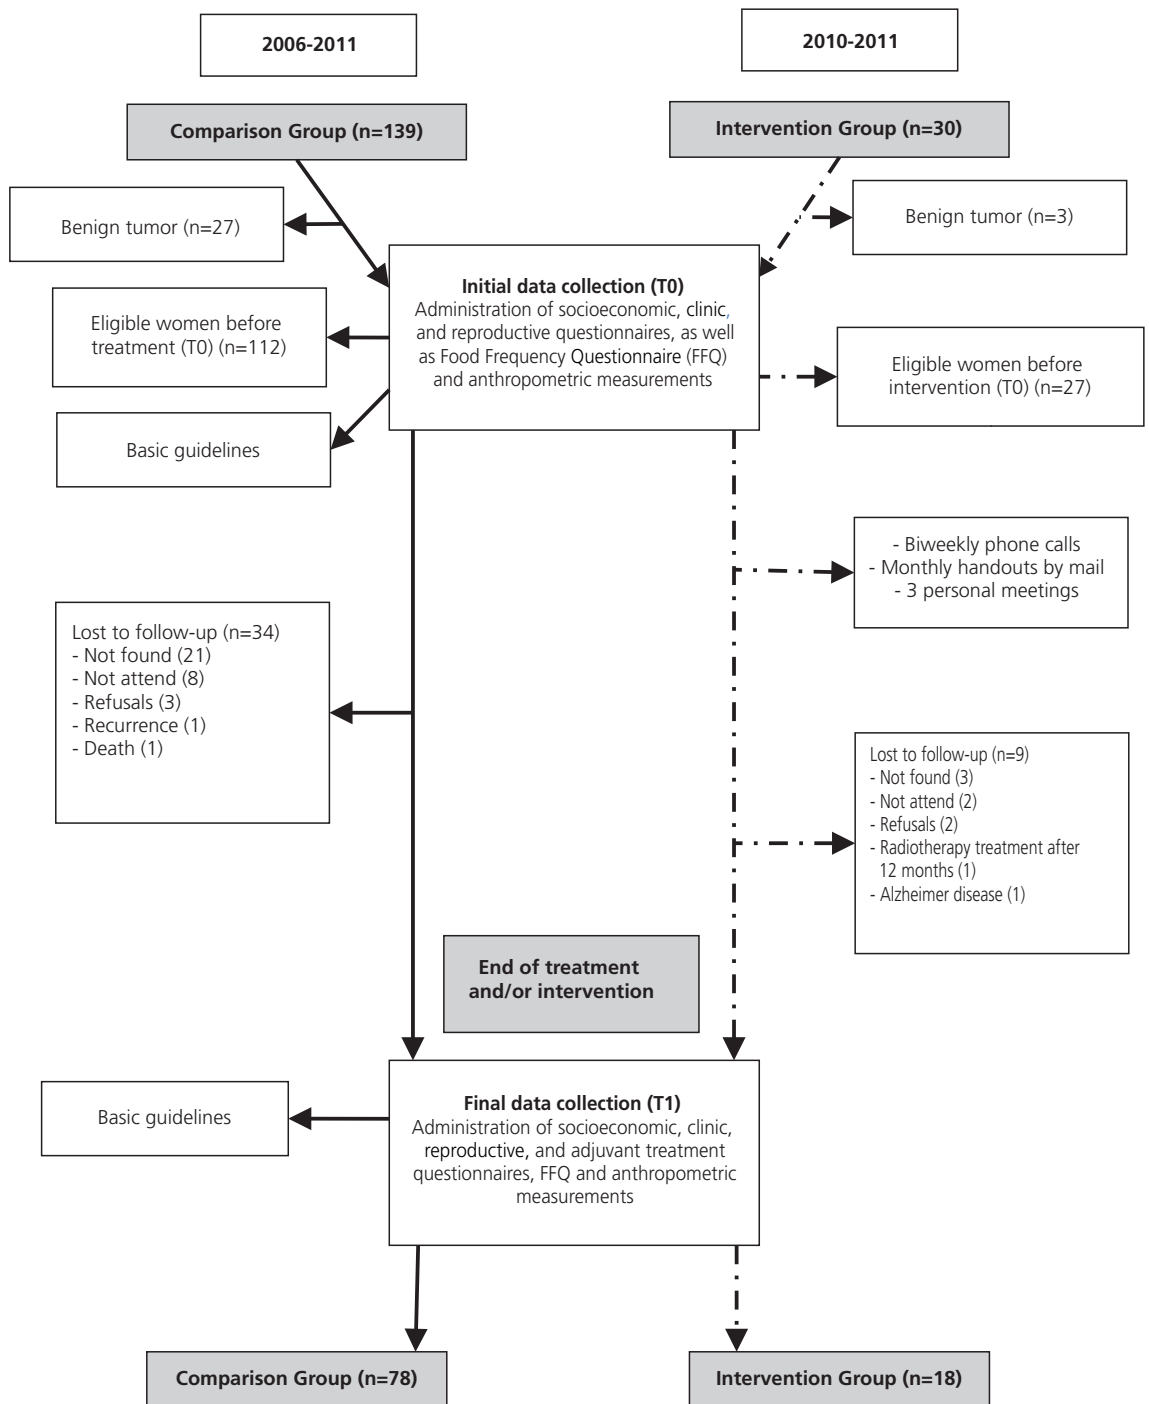 2006-2011
2010-2011
Comparison Group (n=139)
Intervention Group (n=30)
Benign tumor (n=27)
Benign tumor (n=3)
Initial data collection (T0)
Administration of socioeconomic, clinic,
and reproductive questionnaires, as well
as Food Frequency Questionnaire (FFQ)
and anthropometric measurements
Eligible women before
treatment (T0) (n=112)
Eligible women before
intervention (T0) (n=27)
Basic guidelines
- Biweekly phone calls
- Monthly handouts by mail
- 3 personal meetings
Lost to follow-up (n=34)
- Not found (21)
- Not attend (8)
- Refusals (3)
- Recurrence (1)
- Death (1)
Lost to follow-up (n=9)
- Not found (3)
- Not attend (2)
- Refusals (2)
- Radiotherapy treatment after
12 months (1)
- Alzheimer disease (1)
End of treatment
and/or intervention
Final data collection (T1)
Administration of socioeconomic, clinic,
reproductive, and adjuvant treatment
questionnaires, FFQ and anthropometric
measurements
Basic guidelines
Comparison Group (n=78)
Intervention Group (n=18)